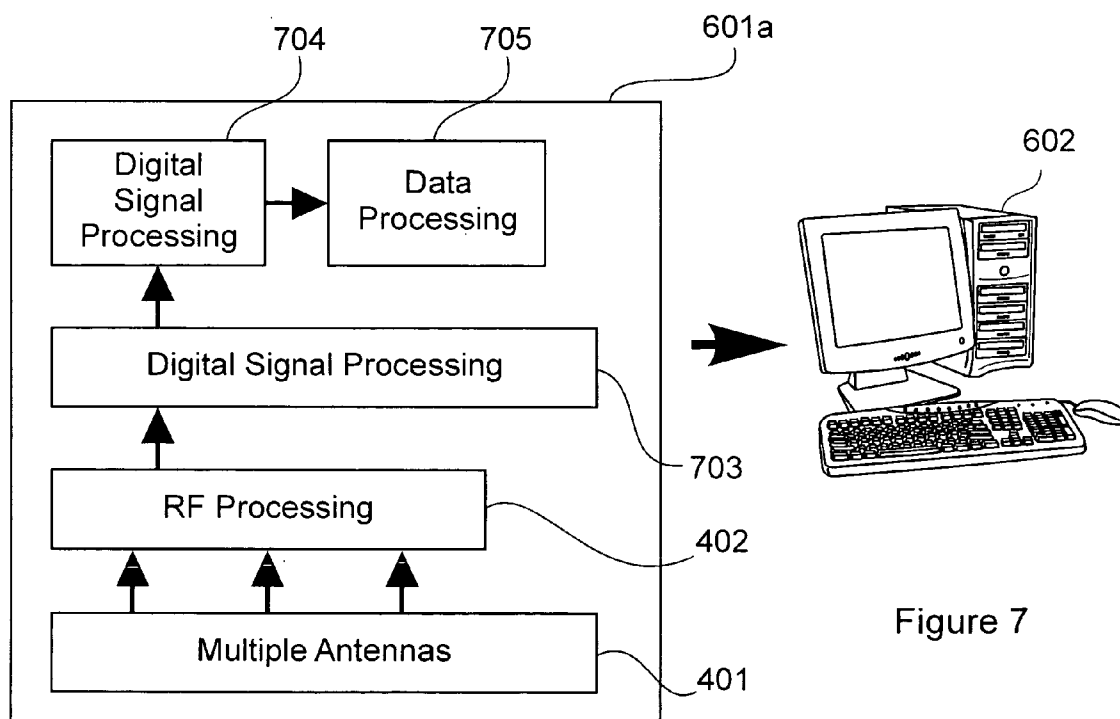 704
705
601a
Digital
Signal
Processing
Data
Processing
602
Digital Signal Processing
703
RF Processing
402
Multiple Antennas
401
Figure 7